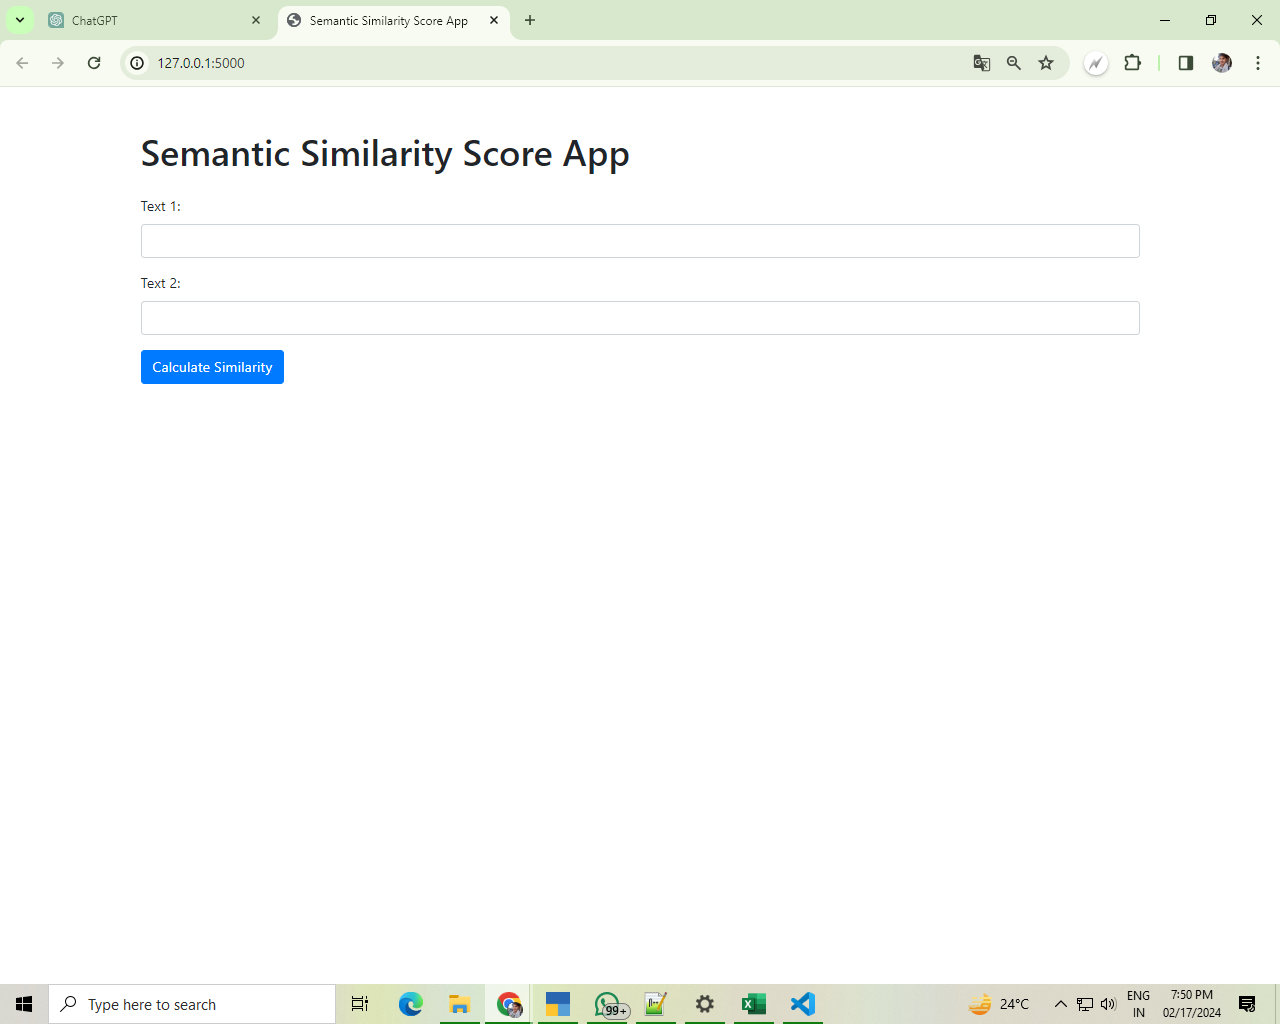 ChatGPT
Semantic Similarity Score App
127.0.0.1:5000
Semantic Similarity Score App
Text 1:
Text 2:
Calculate Similarity
Type here to search
99+
24°C
ENG
IN
7:50 PM
02/17/2024